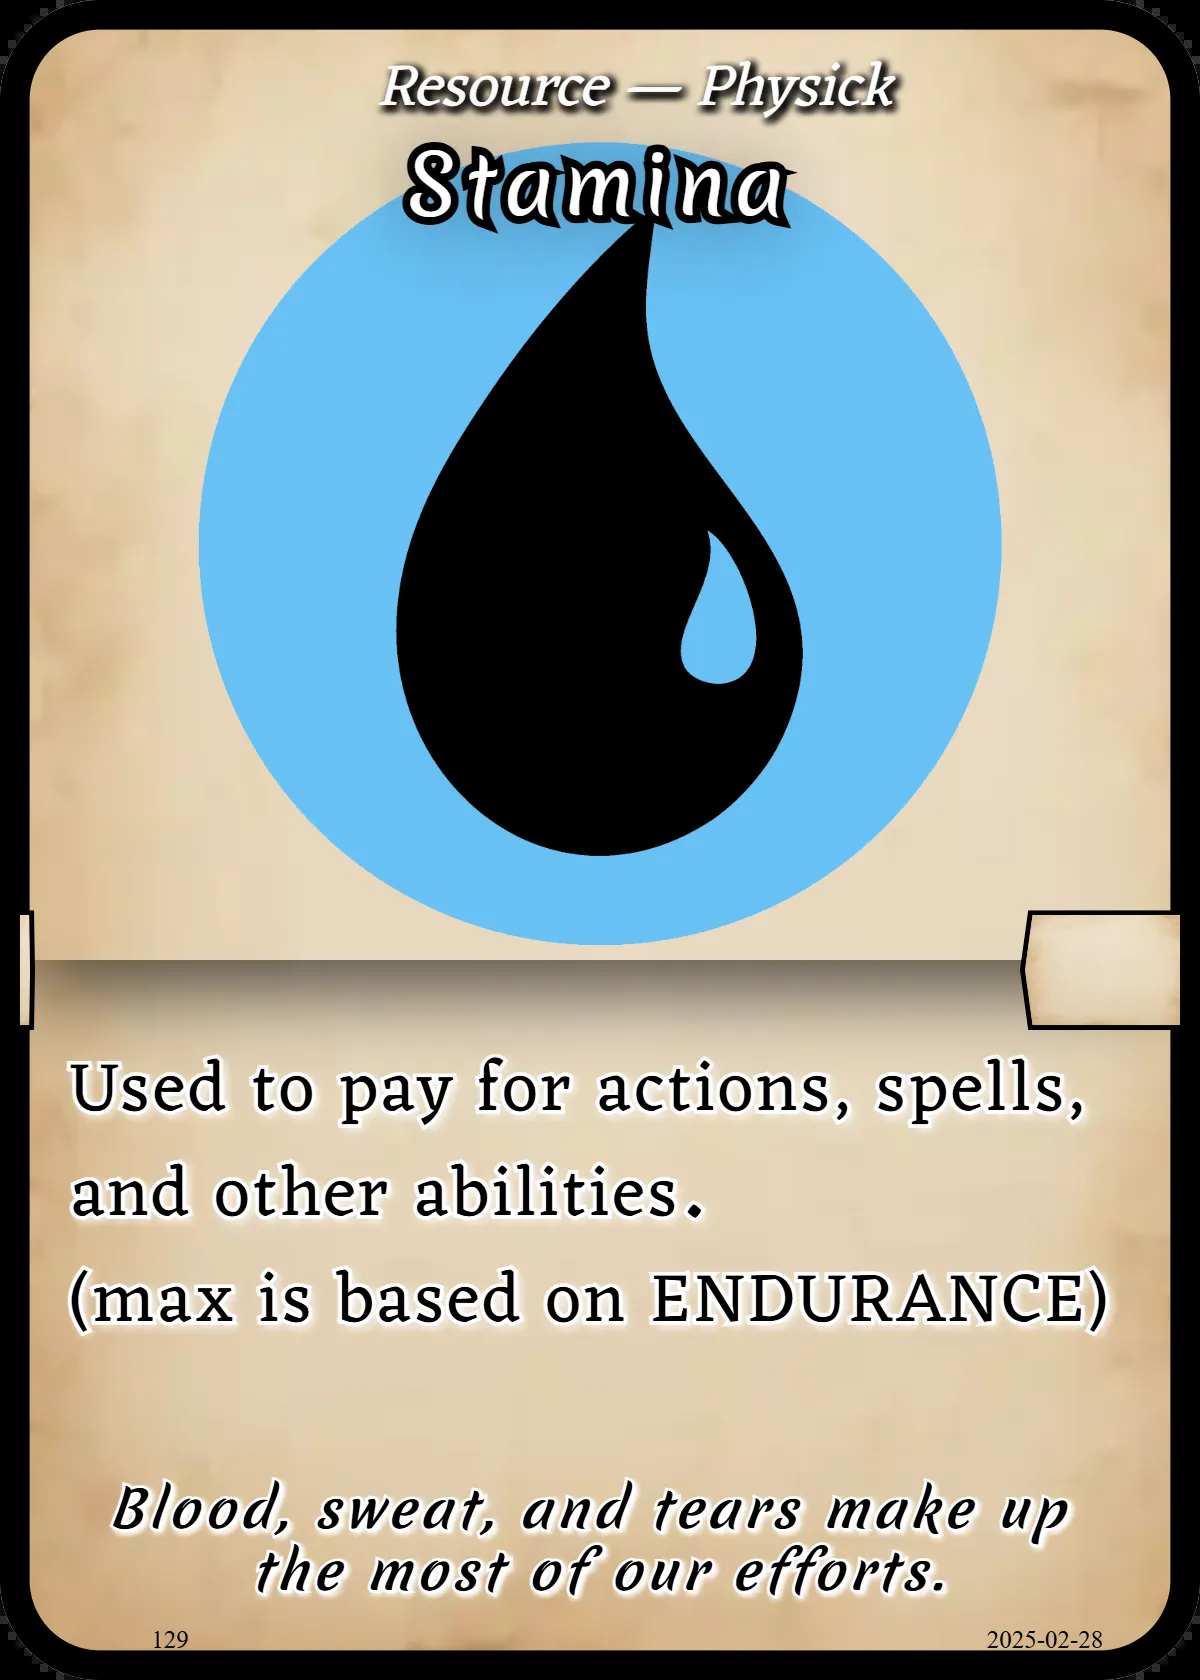 Resource — Physick
Stamina
Used to pay for actions, spells,
and other abilities.
(max is based on ENDURANCE)
Blood, sweat, and tears make up
the most of our efforts.
129
2025-02-28